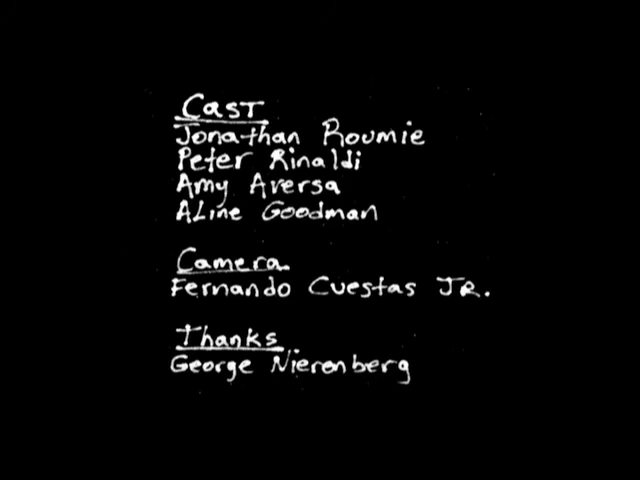 Cast
Jonathan Roumie
Peter Rinaldi
Amy Aversa
Aline Goodman
Camera
Fernando Cuestas Jr.
Thanks
George Nierenberg